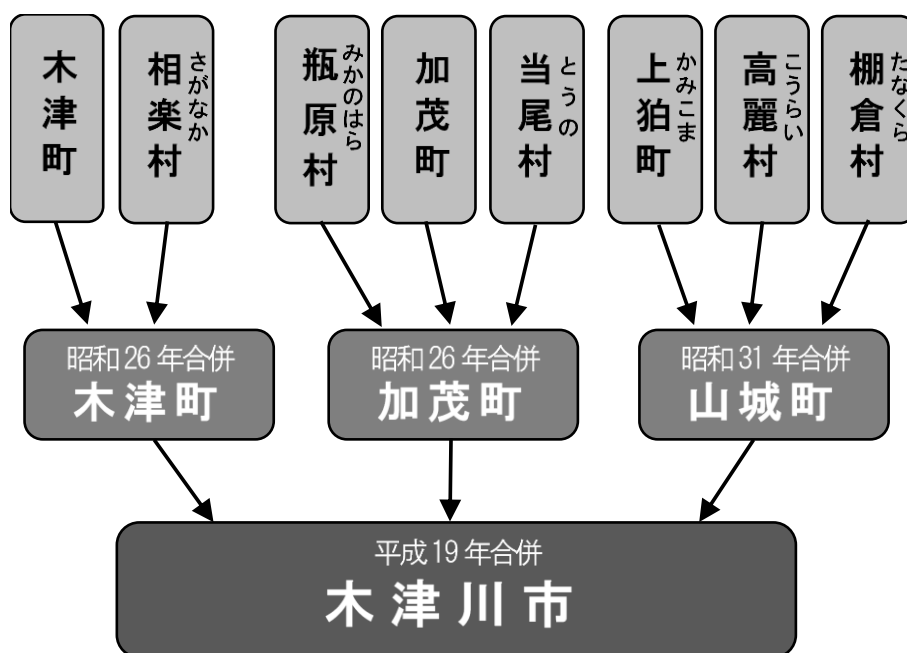 木津町
相楽村
さがなか
瓶原村
みかのはら
加茂町
当尾村
とうの
上狛町
かみこま
高麗村
こうらい
棚倉村
たなくら
昭和26年合併
木津町
昭和26年合併
加茂町
昭和31年合併
山城町
平成19年合併
木津川市